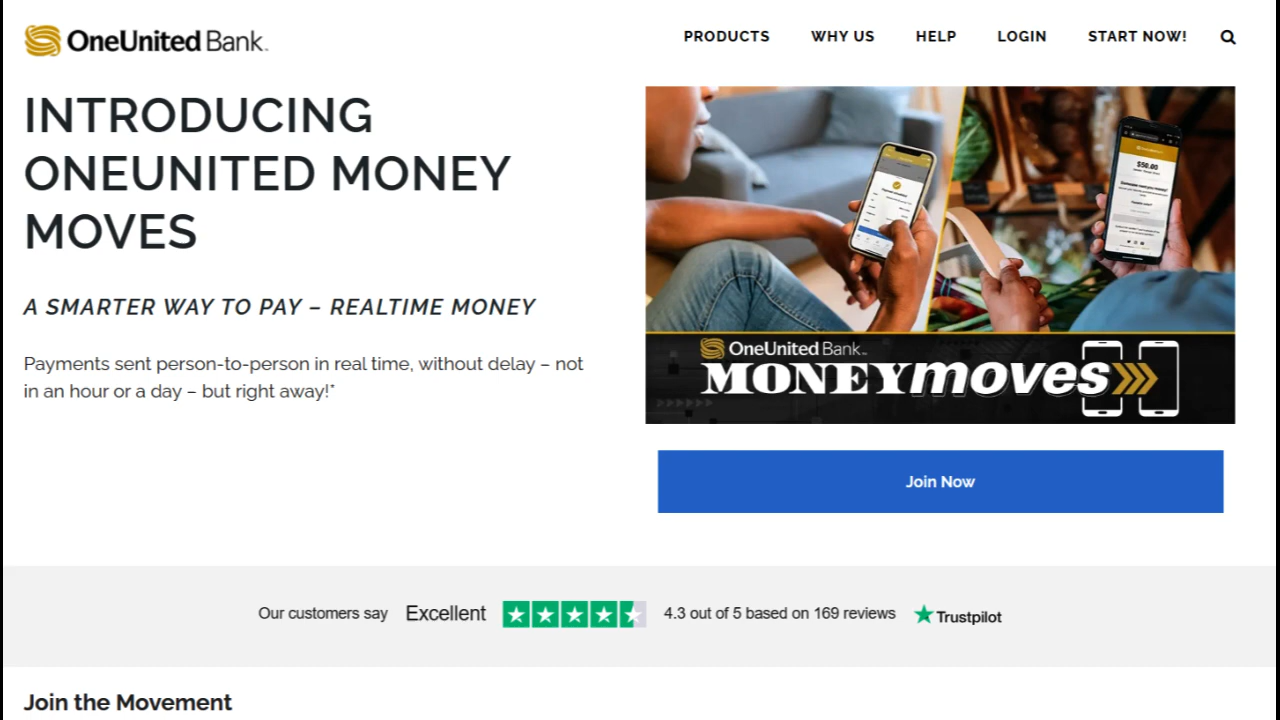 OneUnited Bank
PRODUCTS WHY US HELP LOGIN START NOW!
INTRODUCING
ONEUNITED MONEY
MOVES
A SMARTER WAY TO PAY – REALTIME MONEY
Payments sent person-to-person in real time, without delay – not
in an hour or a day – but right away!*
$50.00
OneUnited Bank
MONEYmoves
Join Now
Our customers say Excellent 4.3 out of 5 based on 169 reviews Trustpilot
Join the Movement